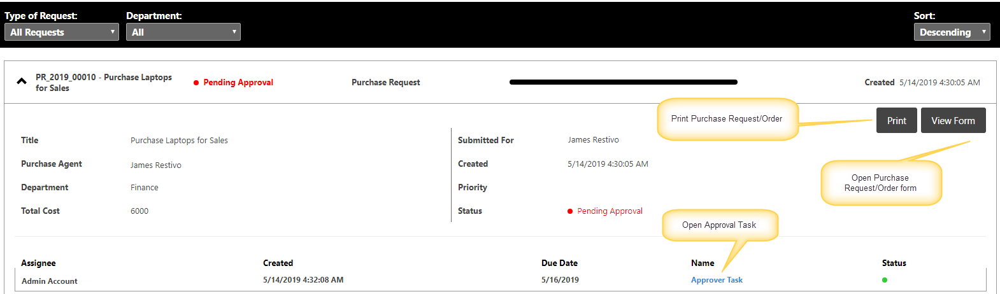 Type of Request:
Department:
Sort:
All Requests
All
Descending
PR_2019_00010 - Purchase Laptops
for Sales
Pending Approval
Purchase Request
Created 5/14/2019 4:30:05 AM
Print Purchase Request/Order
Print
View Form
Title
Purchase Laptops for Sales
Submitted For
James Restivo
Purchase Agent
James Restivo
Created
5/14/2019 4:30:05 AM
Open Purchase
Request/Order form
Department
Finance
Priority
Total Cost
6000
Status
Pending Approval
Open Approval Task
Assignee
Created
Due Date
Name
Status
Admin Account
5/14/2019 4:32:08 AM
5/16/2019
Approver Task